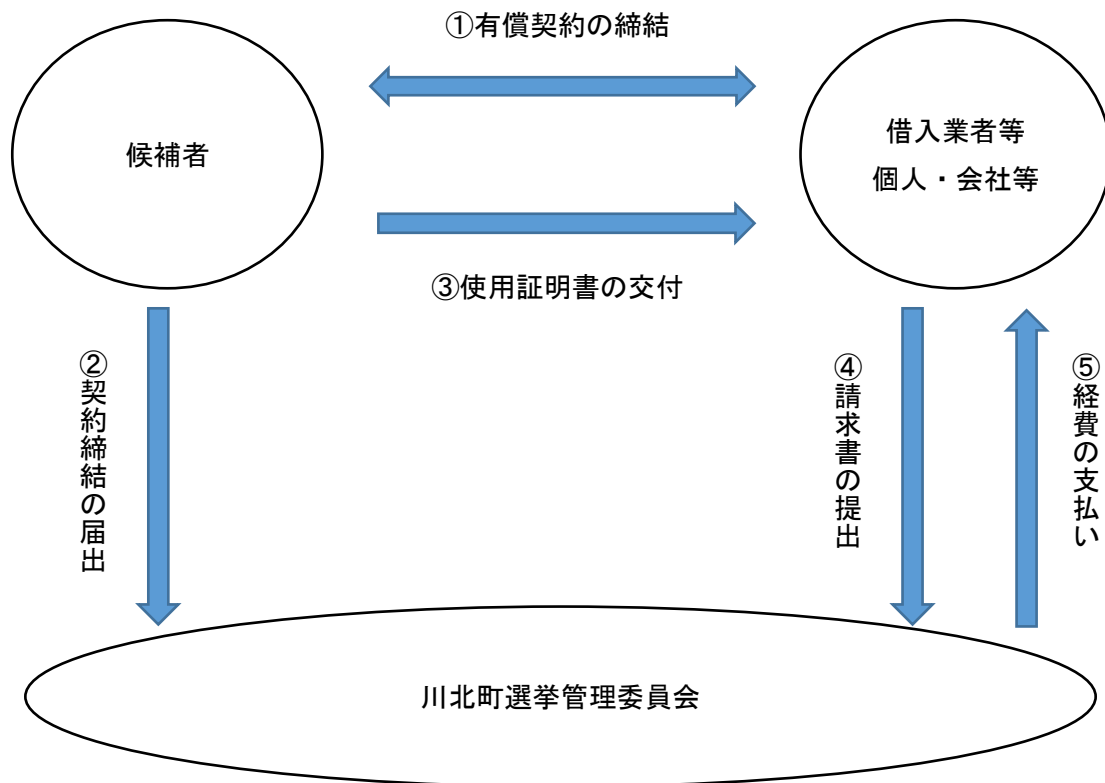 ①有償契約の締結
候補者
借入業者等
個人・会社等
③使用証明書の交付
②契約締結の届出
④請求書の提出
⑤経費の支払い
川北町選挙管理委員会